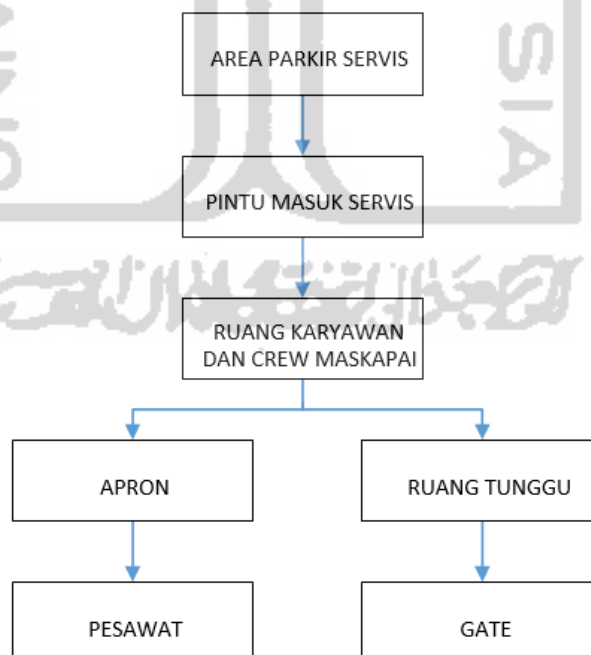 AREA PARKIR SERVIS
PINTU MASUK SERVIS
RUANG KARYAWAN
DAN CREW MASKAPAI
APRON
RUANG TUNGGU
PESAWAT
GATE